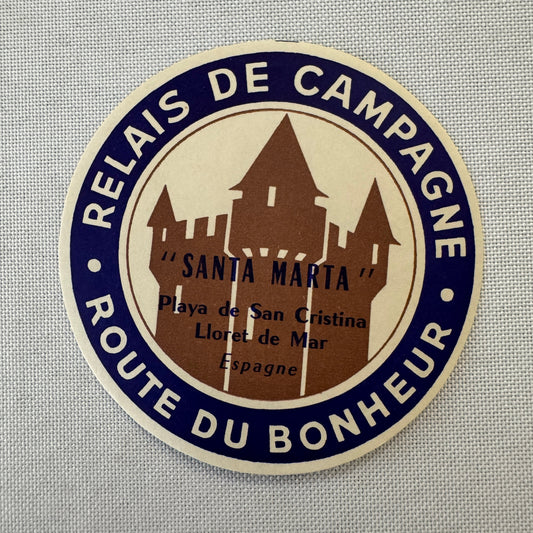 RELAIS DE CAMPAGNE
"SANTA MARTA"
Playa de San Cristina
Lloret de Mar
Espagne
• ROUTE DU BONHEUR •